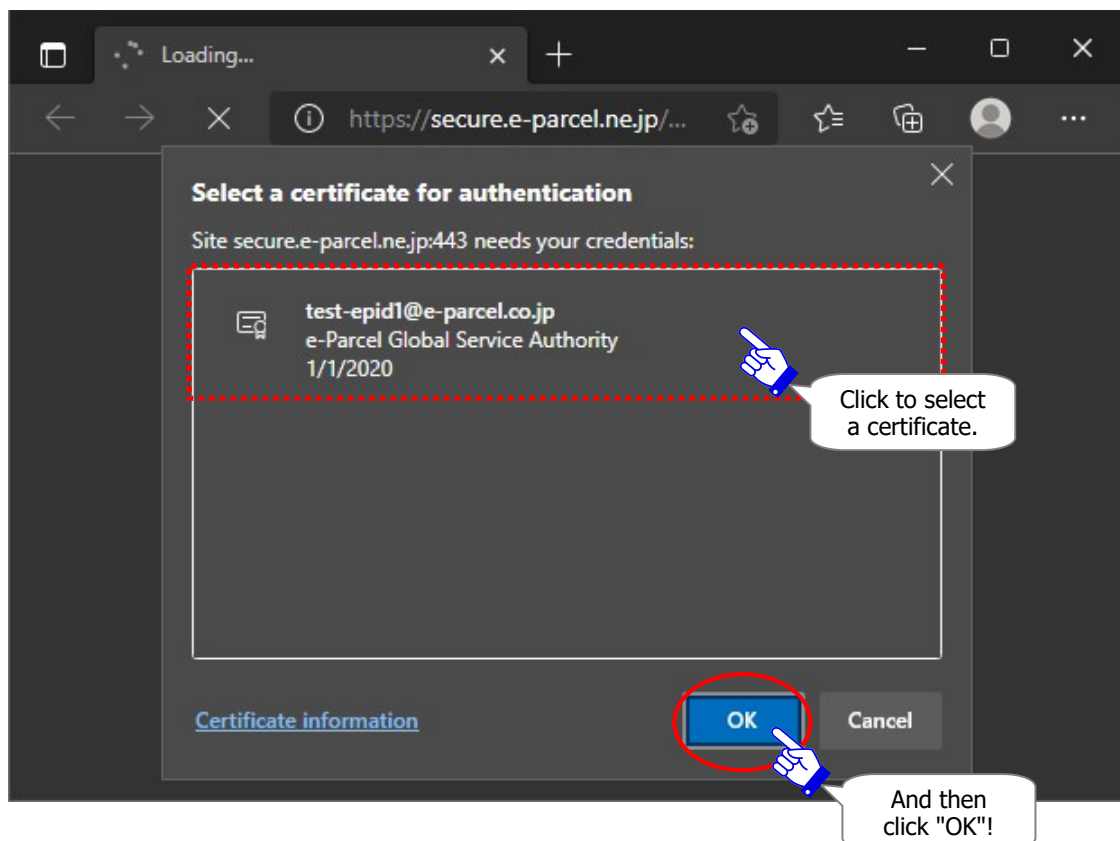 Loading...
https://secure.e-parcel.ne.jp/...
Select a certificate for authentication
Site secure.e-parcel.ne.jp:443 needs your credentials:
test-epid1@e-parcel.co.jp
e-Parcel Global Service Authority
1/1/2020
Click to select
a certificate.
Certificate information
OK
Cancel
And then
click "OK"!